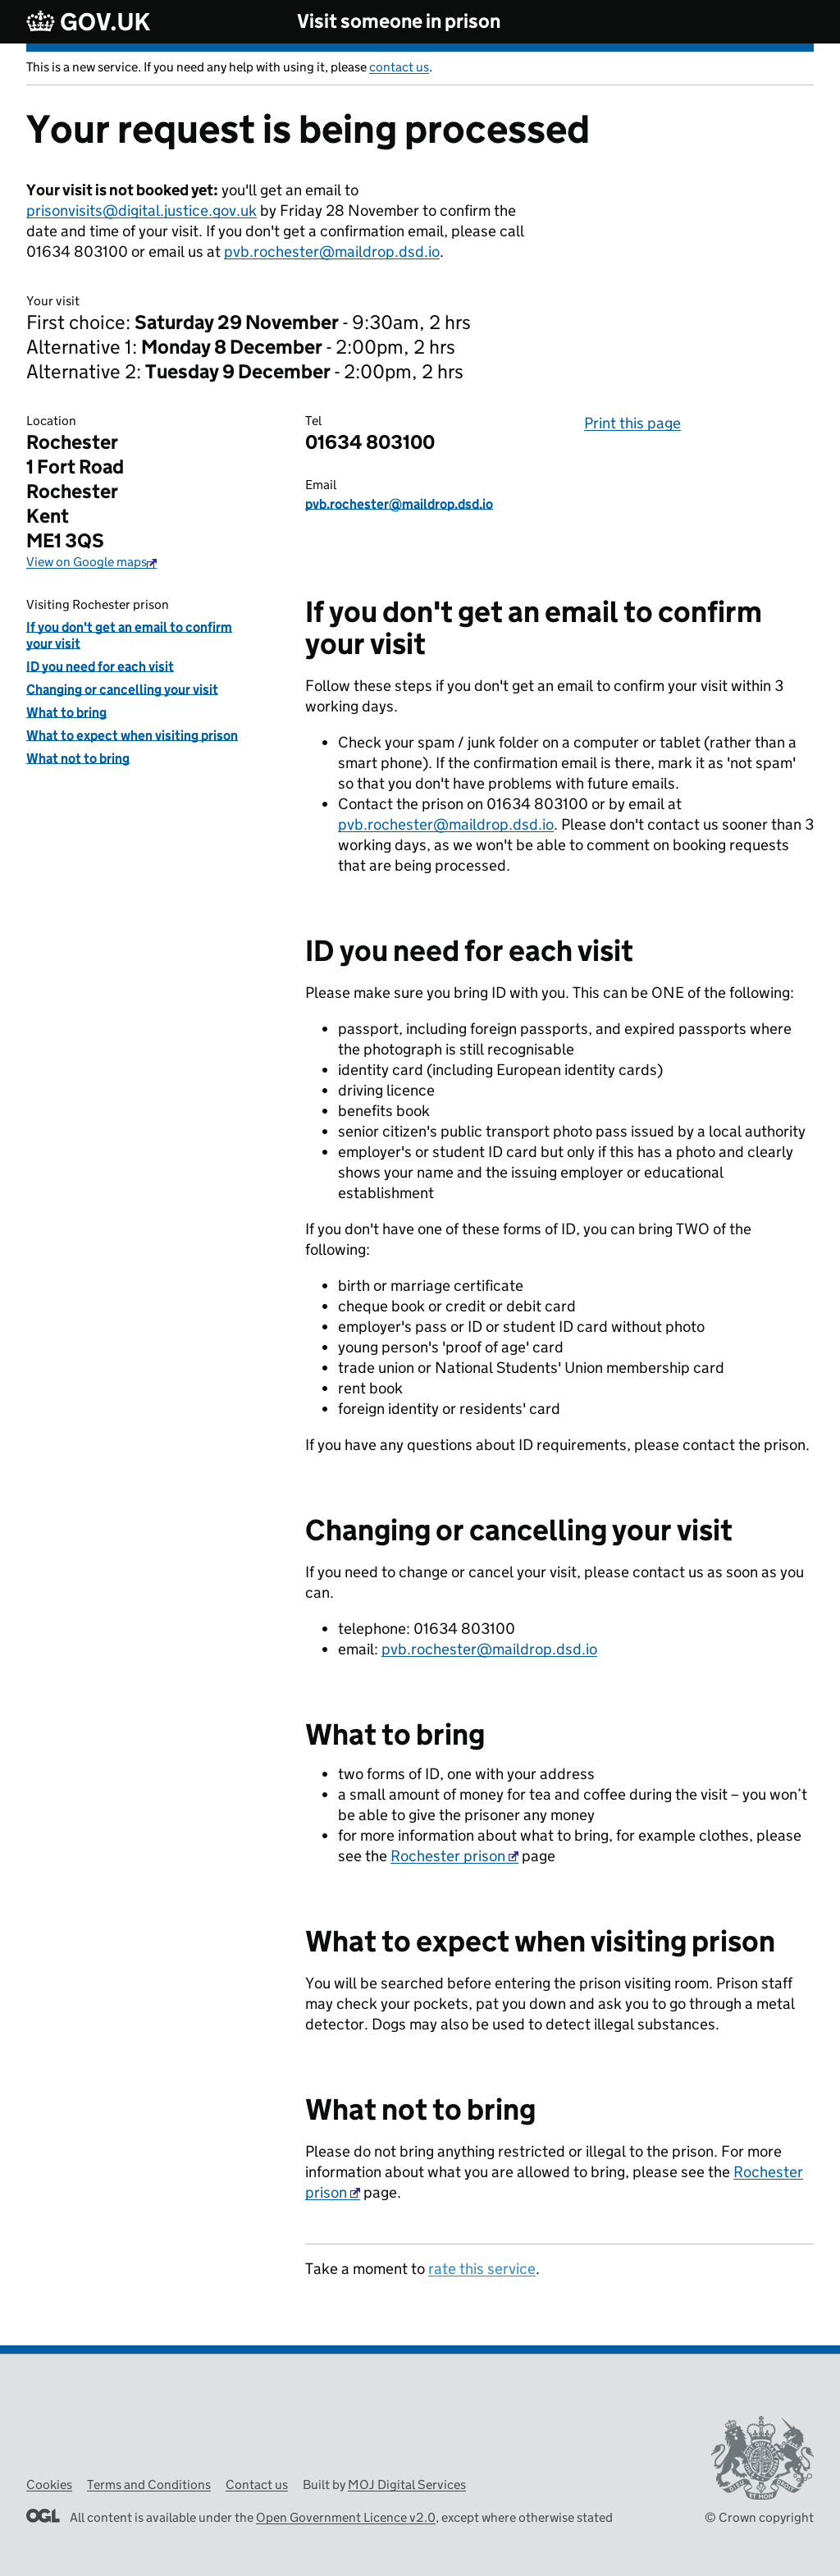 GOV.UK Visit someone in prison
This is a new service. If you need any help with using it, please contact us.
Your request is being processed
Your visit is not booked yet: you'll get an email to
prisonvisits@digital.justice.gov.uk by Friday 28 November to confirm the
date and time of your visit. If you don't get a confirmation email, please call
01634 803100 or email us at pvb.rochester@maildrop.dsd.io.
Your visit
First choice: Saturday 29 November - 9:30am, 2 hrs
Alternative 1: Monday 8 December - 2:00pm, 2 hrs
Alternative 2: Tuesday 9 December - 2:00pm, 2 hrs
Location
Rochester
1 Fort Road
Rochester
Kent
ME1 3QS
View on Google maps
Tel
01634 803100
Email
pvb.rochester@maildrop.dsd.io
Print this page
Visiting Rochester prison
If you don't get an email to confirm
your visit
ID you need for each visit
Changing or cancelling your visit
What to bring
What to expect when visiting prison
What not to bring
If you don't get an email to confirm
your visit
Follow these steps if you don't get an email to confirm your visit within 3
working days.
• Check your spam / junk folder on a computer or tablet (rather than a
smart phone). If the confirmation email is there, mark it as 'not spam'
so that you don't have problems with future emails.
• Contact the prison on 01634 803100 or by email at
pvb.rochester@maildrop.dsd.io. Please don't contact us sooner than 3
working days, as we won't be able to comment on booking requests
that are being processed.
ID you need for each visit
Please make sure you bring ID with you. This can be ONE of the following:
• passport, including foreign passports, and expired passports where
the photograph is still recognisable
• identity card (including European identity cards)
• driving licence
• benefits book
• senior citizen's public transport photo pass issued by a local authority
• employer's or student ID card but only if this has a photo and clearly
shows your name and the issuing employer or educational
establishment
If you don't have one of these forms of ID, you can bring TWO of the
following:
• birth or marriage certificate
• cheque book or credit or debit card
• employer's pass or ID or student ID card without photo
• young person's 'proof of age' card
• trade union or National Students' Union membership card
• rent book
• foreign identity or residents' card
If you have any questions about ID requirements, please contact the prison.
Changing or cancelling your visit
If you need to change or cancel your visit, please contact us as soon as you
can.
• telephone: 01634 803100
• email: pvb.rochester@maildrop.dsd.io
What to bring
• two forms of ID, one with your address
• a small amount of money for tea and coffee during the visit – you won’t
be able to give the prisoner any money
• for more information about what to bring, for example clothes, please
see the Rochester prison page
What to expect when visiting prison
You will be searched before entering the prison visiting room. Prison staff
may check your pockets, pat you down and ask you to go through a metal
detector. Dogs may also be used to detect illegal substances.
What not to bring
Please do not bring anything restricted or illegal to the prison. For more
information about what you are allowed to bring, please see the Rochester
prison page.
Take a moment to rate this service.
Cookies Terms and Conditions Contact us Built by MOJ Digital Services
OGL All content is available under the Open Government Licence v2.0, except where otherwise stated
© Crown copyright